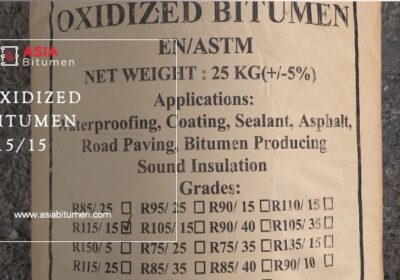 OXIDIZED BITUMEN
EN/ASTM
NET WEIGHT : 25 KG(+/-5%)
Applications:
Waterproofing, Coating, Sealant, Asphalt,
Road Paving, Bitumen Producing
Sound Insulation
Grades:
R85/ 25 R95/ 25 R90/ 15 R110/ 15
R115/ 15 R105/ 15 R90/ 40 R105/ 35
R150/ 5 R75/ 25 R75/ 35 R135/ 15
R115/ 25 R85/ 35 R85/ 40 R90/ 10
ASIA
Bitumen
OXIDIZED
BITUMEN
15/15
www.asiabitumen.com